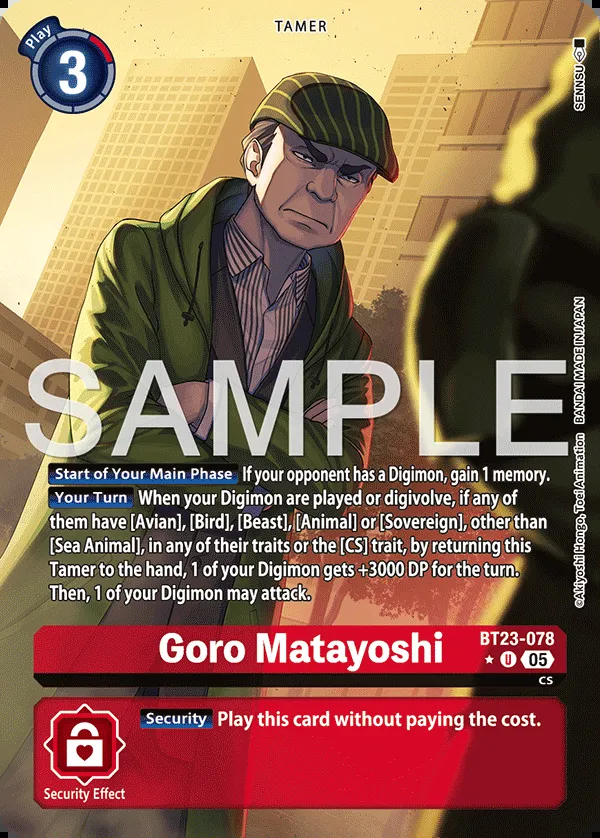 TAMER
Play
3
SENNSU
SAMPLE
Start of Your Main Phase If your opponent has a Digimon, gain 1 memory.
Your Turn When your Digimon are played or digivolve, if any of
them have [Avian], [Bird], [Beast], [Animal] or [Sovereign], other than
[Sea Animal], in any of their traits or the [CS] trait, by returning this
Tamer to the hand, 1 of your Digimon gets +3000 DP for the turn.
Then, 1 of your Digimon may attack.
©Akiyoshi Hongo, Toei Animation BANDAI MADE IN JAPAN
Goro Matayoshi
BT23-078
★ U 05
CS
Security Play this card without paying the cost.
Security Effect